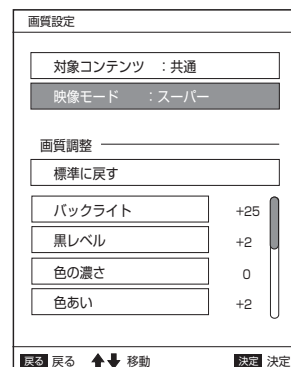 画質設定
対象コンテンツ ：共通
映像モード ：スーパー
画質調整
標準に戻す
バックライト +25
黒レベル +2
色の濃さ 0
色あい +2
戻る 戻る 移動 決定 決定